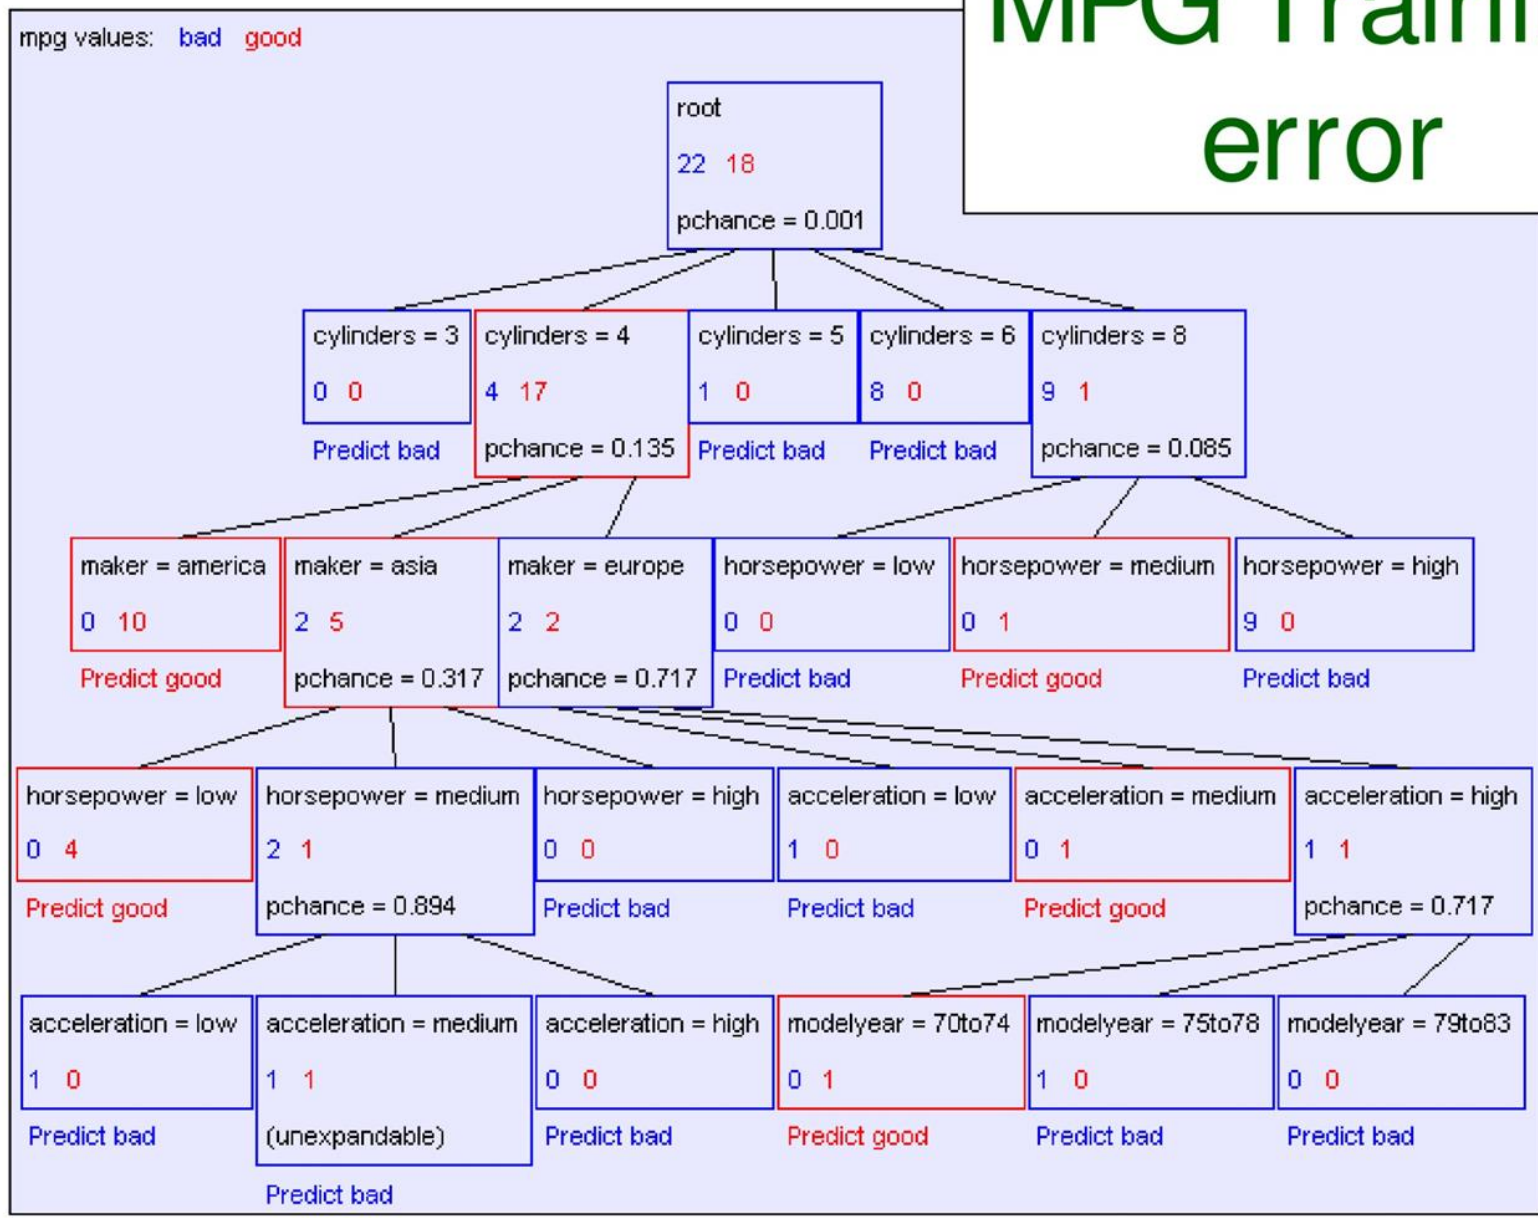 MPG Traini
error
mpg values: bad good
root
22 18
pchance = 0.001
cylinders = 3 cylinders = 4 cylinders = 5 cylinders = 6 cylinders = 8
0 0 4 17 1 0 8 0 9 1
Predict bad pchance = 0.135 Predict bad Predict bad pchance = 0.085
maker = america maker = asia maker = europe horsepower = low horsepower = medium horsepower = high
0 10 2 5 2 2 0 0 0 1 9 0
Predict good pchance = 0.317 pchance = 0.717 Predict bad Predict good Predict bad
horsepower = low horsepower = medium horsepower = high acceleration = low acceleration = medium acceleration = high
0 4 2 1 0 0 1 0 0 1 1 1
Predict good pchance = 0.894 Predict bad Predict bad Predict good pchance = 0.717
acceleration = low acceleration = medium acceleration = high modelyear = 70to74 modelyear = 75to78 modelyear = 79to83
1 0 1 1 0 0 0 1 1 0 0 0
Predict bad (unexpandable) Predict bad Predict good Predict bad Predict bad
Predict bad